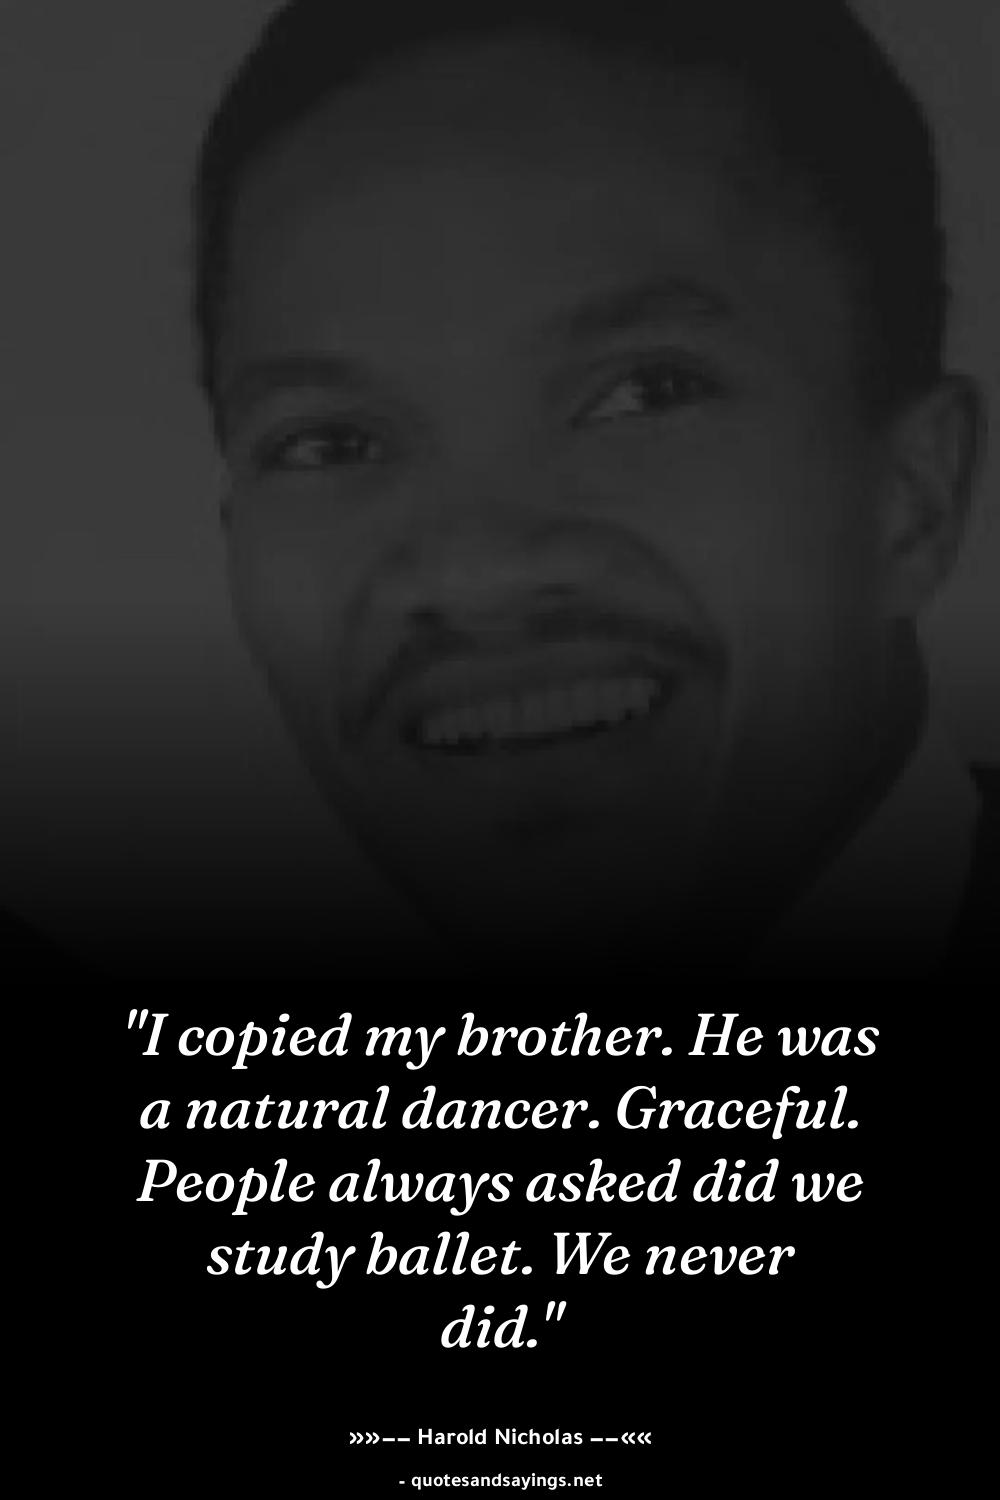 "I copied my brother. He was
a natural dancer. Graceful.
People always asked did we
study ballet. We never
did."
»»−− Harold Nicholas −−««
- quotesandsayings.net